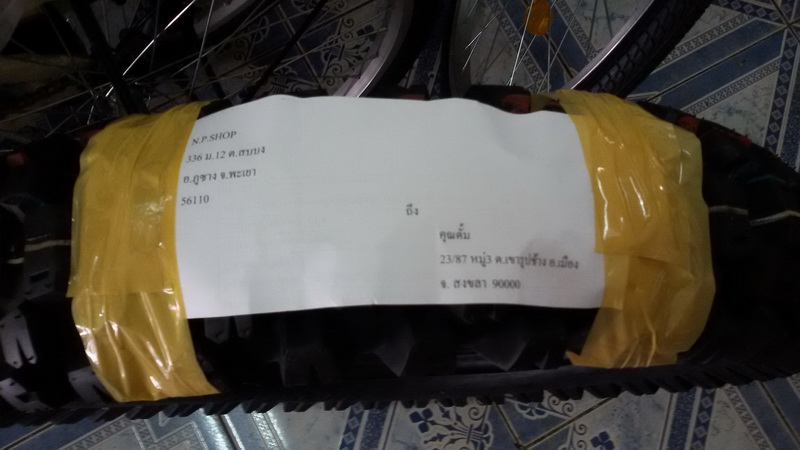 N.P.SHOP
336 ม.12 ต.สบบง
อ.ภูซาง จ.พะเยา
56110
ถึง
คุณตั้ม
23/87 หมู่3 ต.เขารูปช้าง อ.เมือง
จ. สงขลา 90000